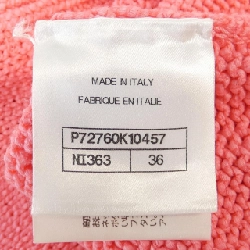 MADE IN ITALY
FABRIQUE EN ITALIE
P72760K10457
NI363 36